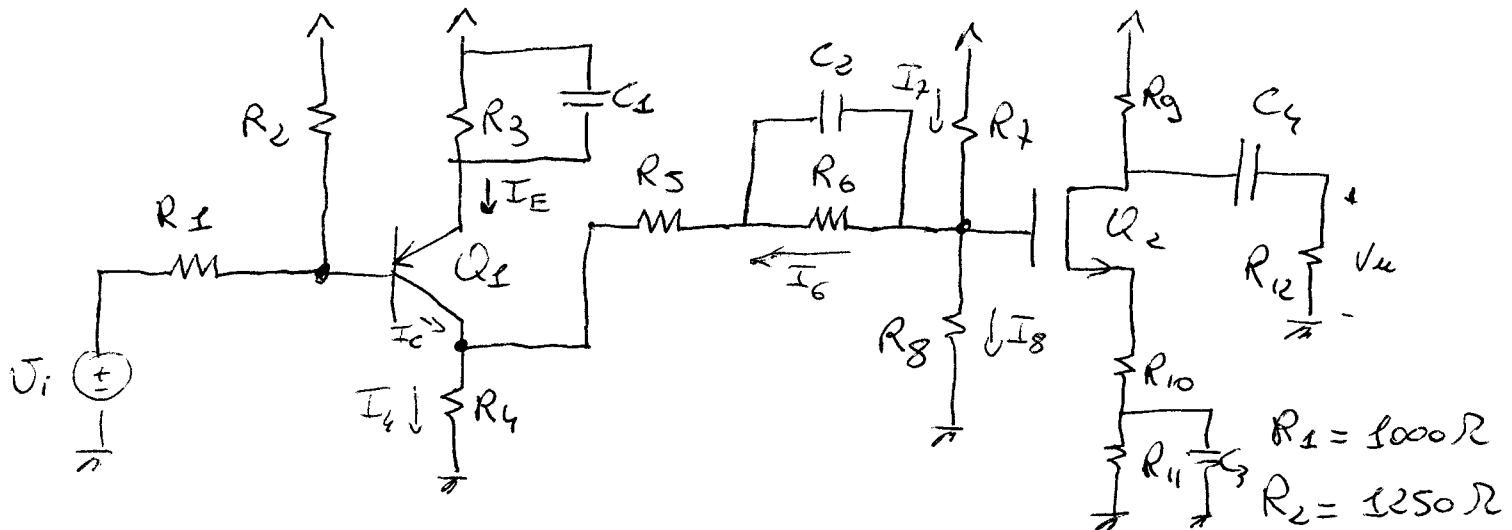 C2
I7
R2
R3
C1
R7
R9
C4
R5
R6
IE
R1
Q1
Q2
+
I6
R12
Vu
IC
R8
I8
-
Ui
I4
R4
R10
R1 = 1000 Ω
R11
C3
R2 = 1250 Ω